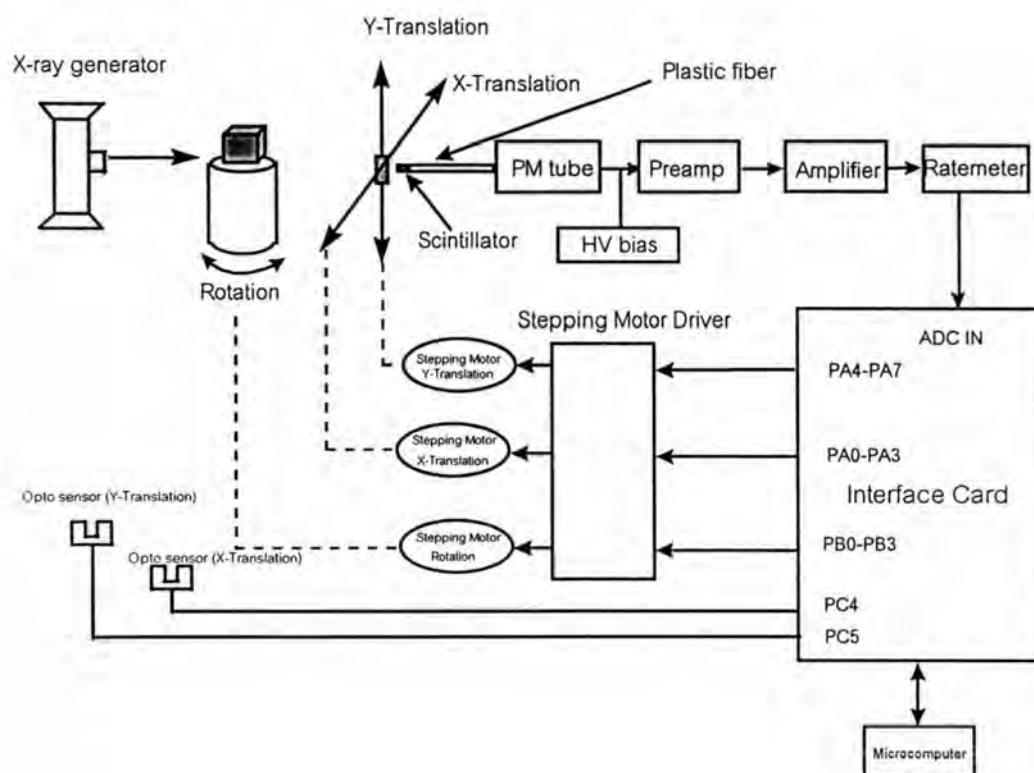 Y-Translation
X-ray generator
X-Translation
Plastic fiber
PM tube
Preamp
Amplifier
Ratemeter
Scintillator
HV bias
Rotation
Stepping Motor Driver
ADC IN
Stepping Motor
Y-Translation
PA4-PA7
Stepping Motor
X-Translation
PA0-PA3
Interface Card
Opto sensor (Y-Translation)
Stepping Motor
Rotation
PB0-PB3
Opto sensor (X-Translation)
PC4
PC5
Microcomputer